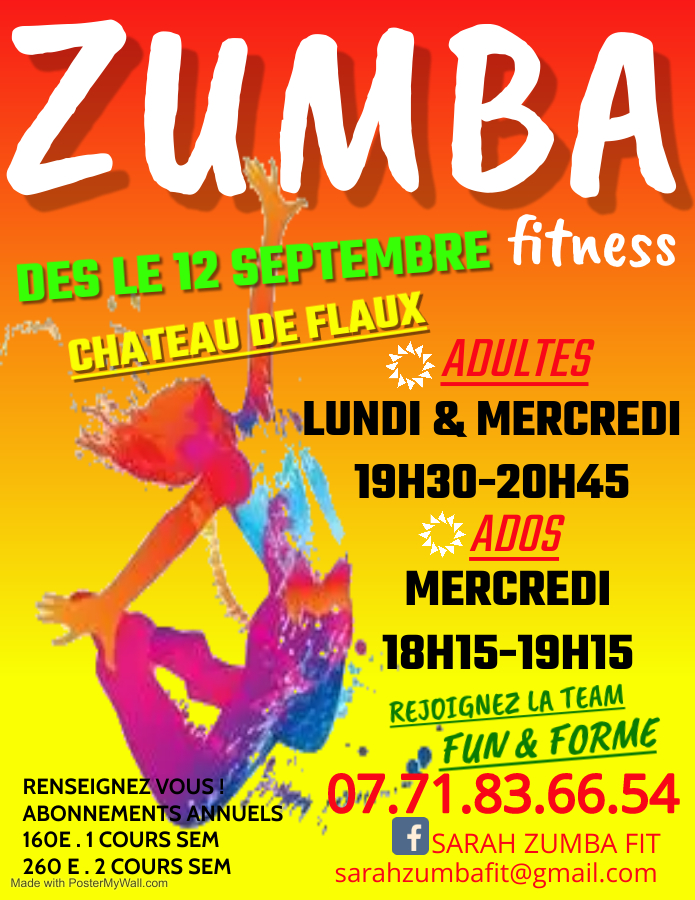 ZUMBA
fitness
DES LE 12 SEPTEMBRE
CHATEAU DE FLAUX
ADULTES
LUNDI & MERCREDI
19H30-20H45
ADOS
MERCREDI
18H15-19H15
REJOIGNEZ LA TEAM
FUN & FORME
RENSEIGNEZ VOUS !
ABONNEMENTS ANNUELS
160E . 1 COURS SEM
260 E . 2 COURS SEM
07.71.83.66.54
f SARAH ZUMBA FIT
sarahzumbafit@gmail.com
Made with PosterMyWall.com